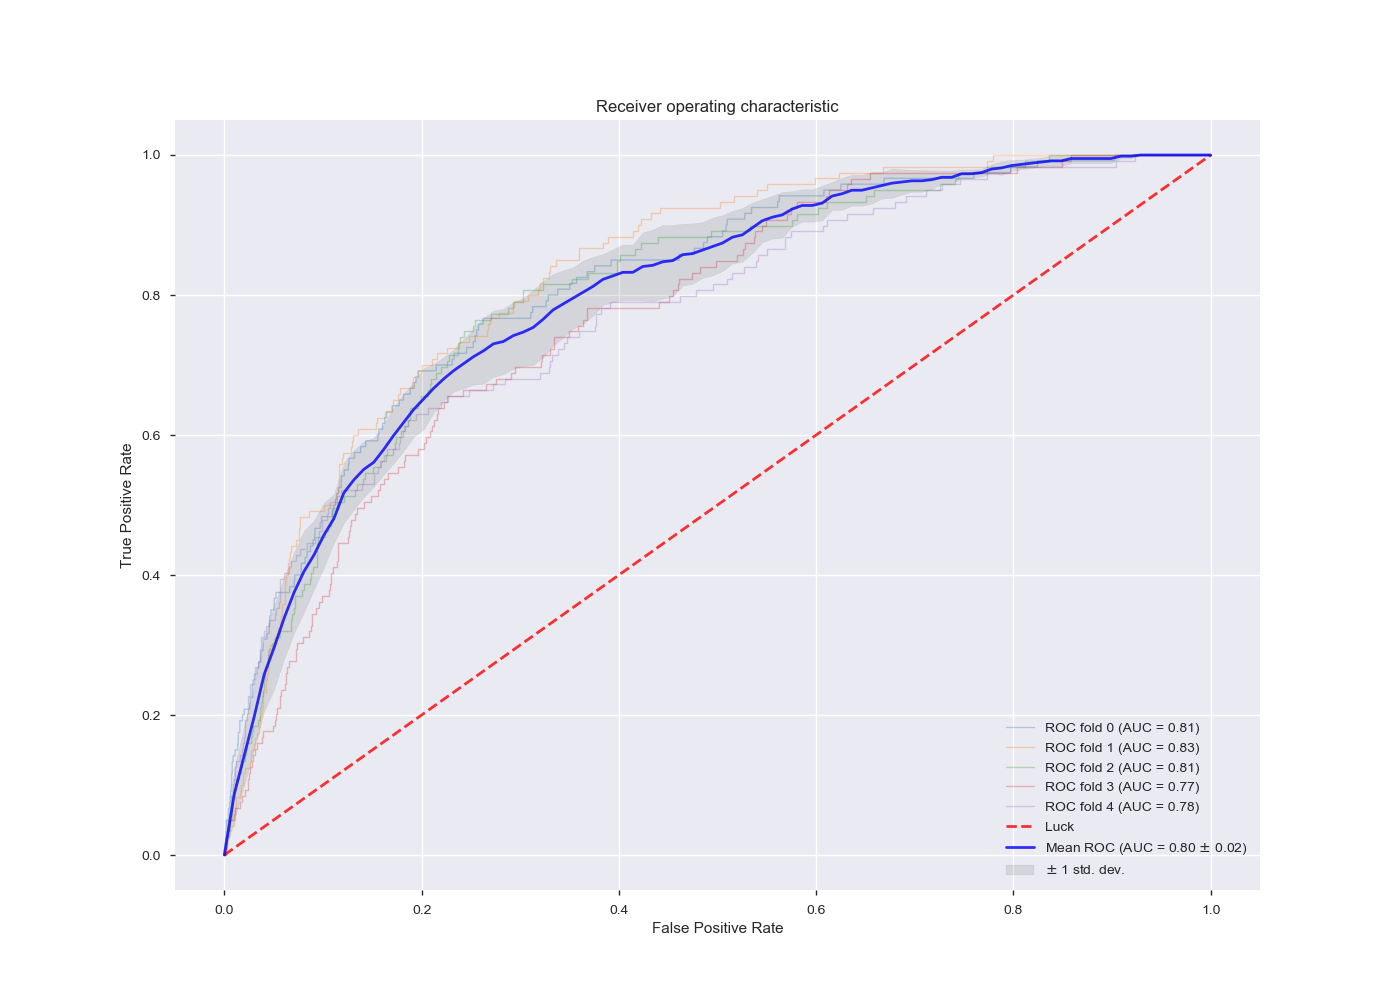 Receiver operating characteristic
True Positive Rate
1.0
0.8
0.6
0.4
0.2
0.0
ROC fold 0 (AUC = 0.81)
ROC fold 1 (AUC = 0.83)
ROC fold 2 (AUC = 0.81)
ROC fold 3 (AUC = 0.77)
ROC fold 4 (AUC = 0.78)
Luck
Mean ROC (AUC = 0.80 ± 0.02)
± 1 std. dev.
0.0 0.2 0.4 0.6 0.8 1.0
False Positive Rate